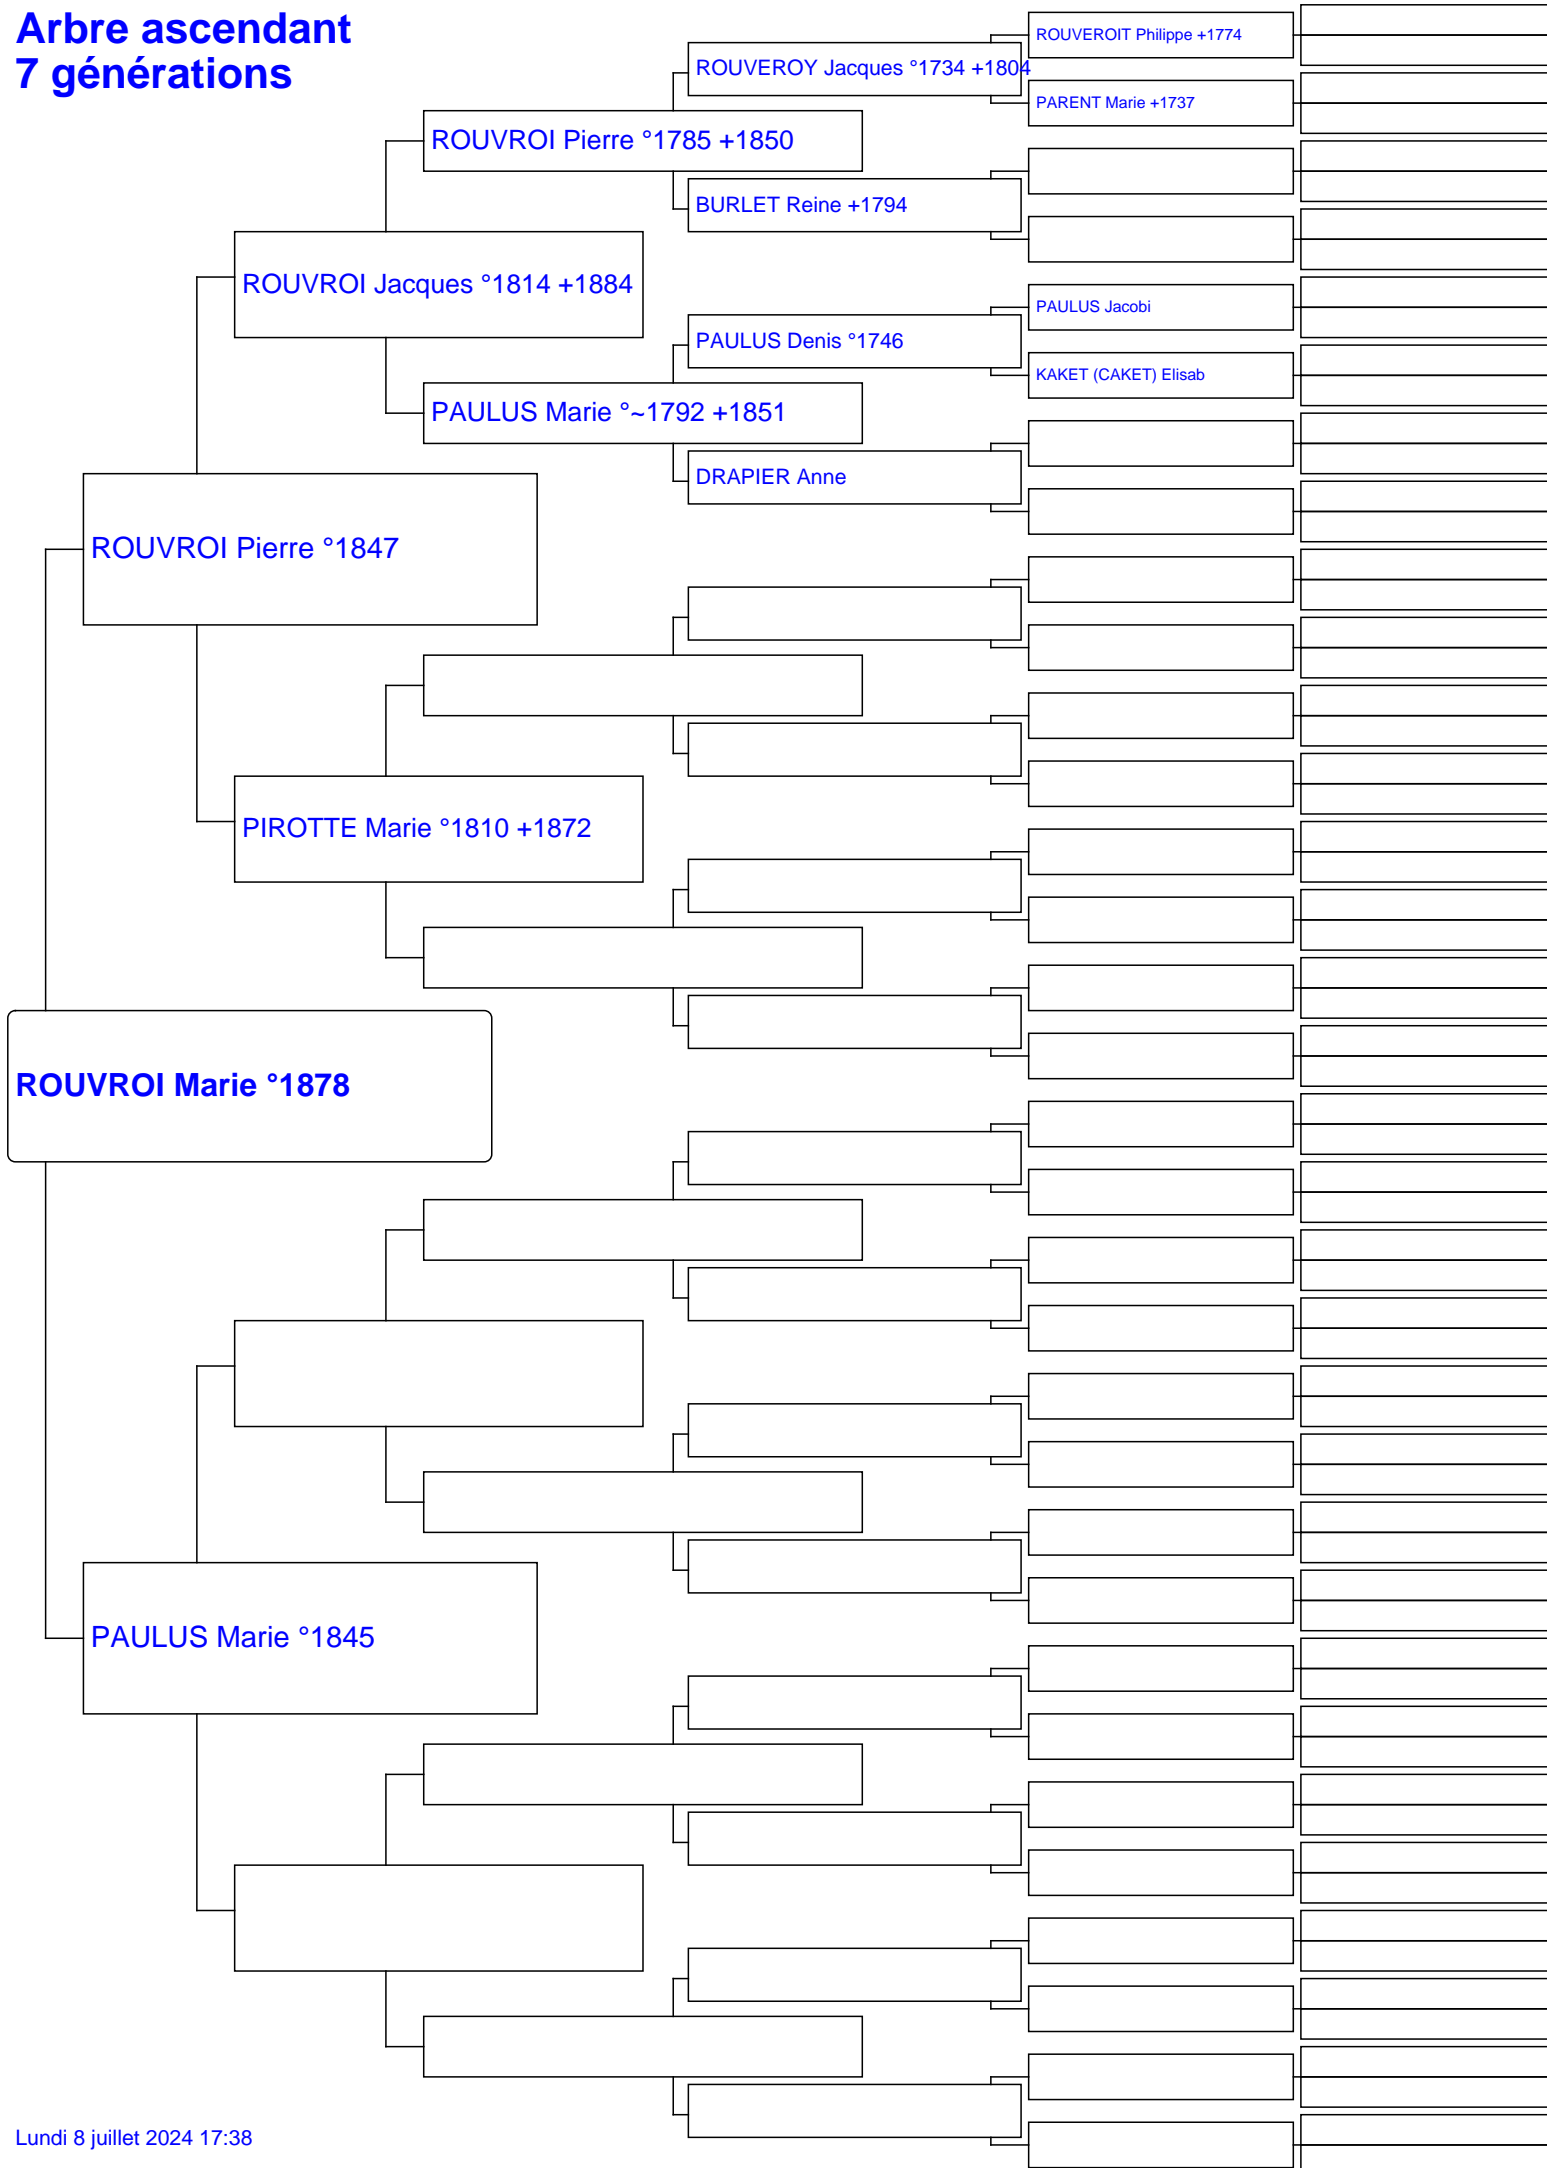 Arbre ascendant
7 générations
ROUVEROIT Philippe +1774
ROUVEROY Jacques °1734 +1804
PARENT Marie +1737
ROUVROI Pierre °1785 +1850
BURLET Reine +1794
ROUVROI Jacques °1814 +1884
PAULUS Jacobi
PAULUS Denis °1746
KAKET (CAKET) Elisab
PAULUS Marie °~1792 +1851
DRAPIER Anne
ROUVROI Pierre °1847
PIROTTE Marie °1810 +1872
ROUVROI Marie °1878
PAULUS Marie °1845
Lundi 8 juillet 2024 17:38